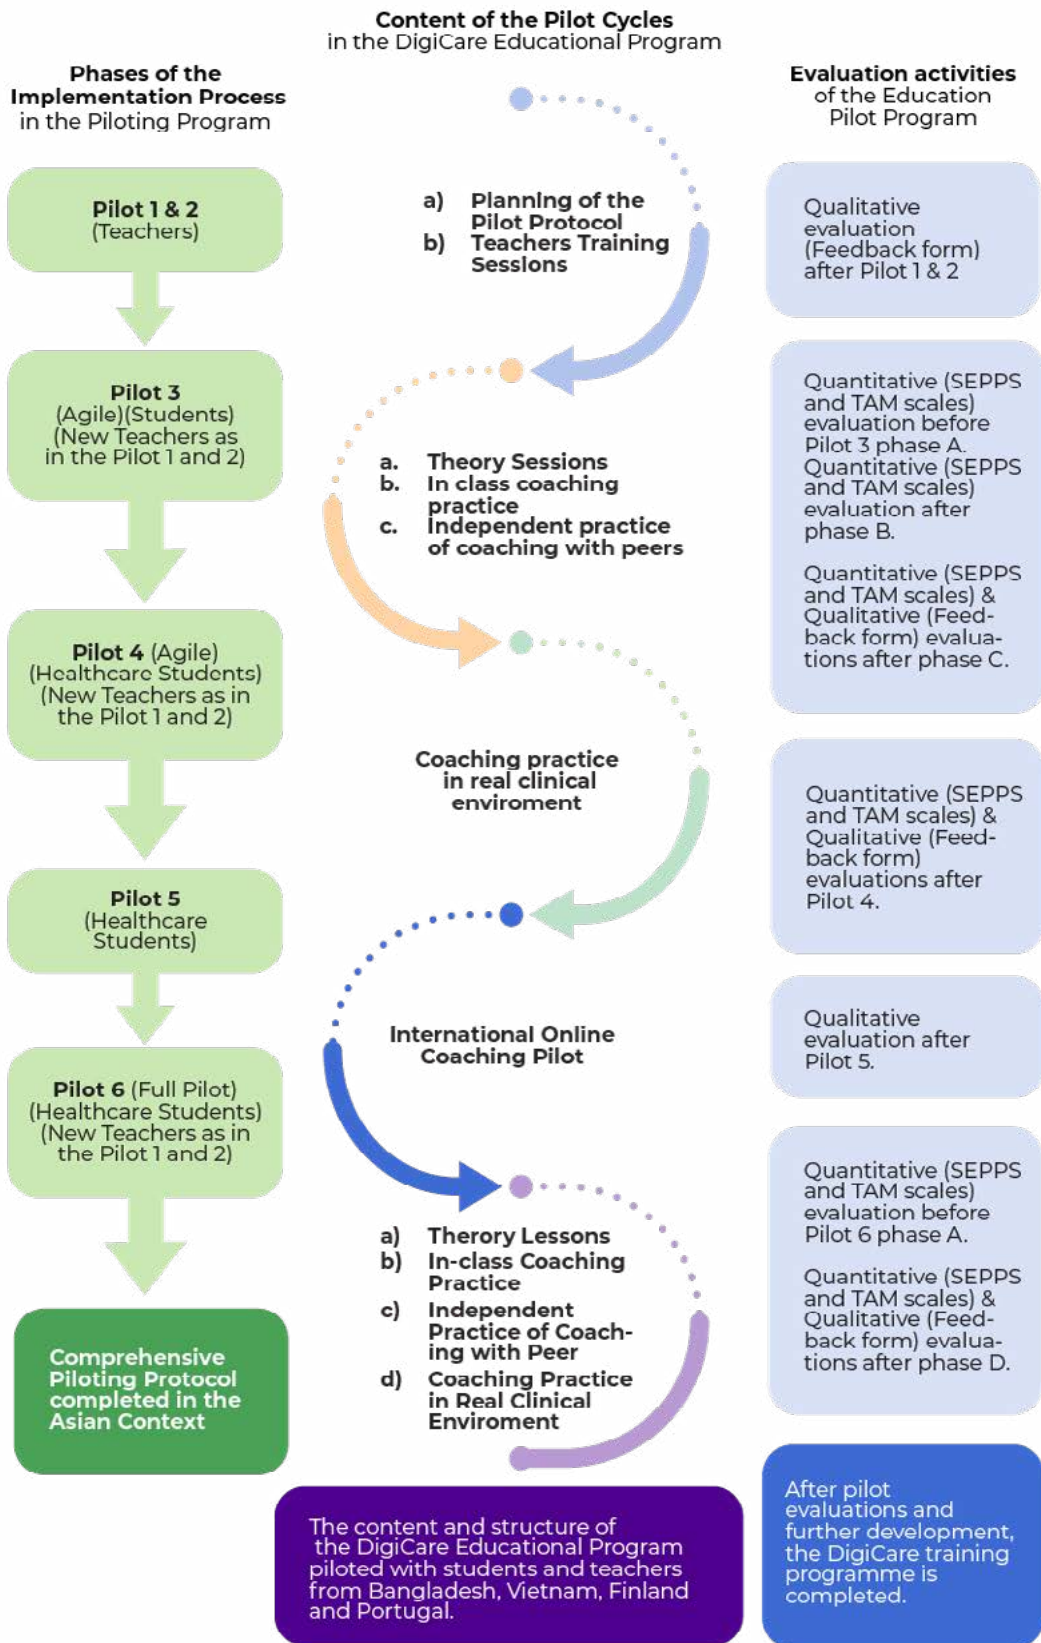 Content of the Pilot Cycles
in the DigiCare Educational Program
Phases of the
Implementation Process
in the Piloting Program
Pilot 1 & 2
(Teachers)
Pilot 3
(Agile)(Students)
(New Teachers as
in the Pilot 1 and 2)
Pilot 4 (Agile)
(Healthcare Students)
(New Teachers as in
the Pilot 1 and 2)
Pilot 5
(Healthcare
Students)
Pilot 6 (Full Pilot)
(Healthcare Students)
(New Teachers as in
the Pilot 1 and 2)
Comprehensive
Piloting Protocol
completed in the
Asian Context
a) Planning of the
Pilot Protocol
b) Teachers Training
Sessions
a. Theory Sessions
b. In class coaching
practice
c. Independent practice
of coaching with peers
Coaching practice
in real clinical
enviroment
International Online
Coaching Pilot
a) Therory Lessons
b) In-class Coaching
Practice
c) Independent
Practice of Coach-
ing with Peer
d) Coaching Practice
in Real Clinical
Enviroment
The content and structure of
the DigiCare Educational Program
piloted with students and teachers
from Bangladesh, Vietnam, Finland
and Portugal.
Evaluation activities
of the Education
Pilot Program
Qualitative
evaluation
(Feedback form)
after Pilot 1 & 2
Quantitative (SEPPS
and TAM scales)
evaluation before
Pilot 3 phase A.
Quantitative (SEPPS
and TAM scales)
evaluation after
phase B.
Quantitative (SEPPS
and TAM scales) &
Qualitative (Feed-
back form) evalua-
tions after phase C.
Quantitative (SEPPS
and TAM scales) &
Qualitative (Feed-
back form)
evaluations after
Pilot 4.
Qualitative
evaluation after
Pilot 5.
Quantitative (SEPPS
and TAM scales)
evaluation before
Pilot 6 phase A.
Quantitative (SEPPS
and TAM scales) &
Qualitative (Feed-
back form) evalua-
tions after phase D.
After pilot
evaluations and
further development,
the DigiCare training
programme is
completed.